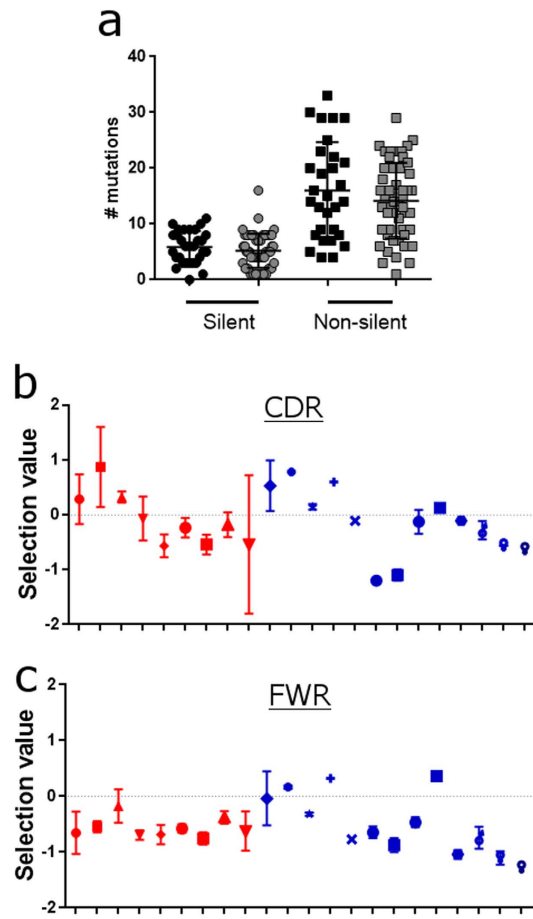 a
40
30
20
10
0
# mutations
Silent
Non-silent
b
CDR
2
1
0
-1
-2
Selection value
c
FWR
2
1
0
-1
-2
Selection value